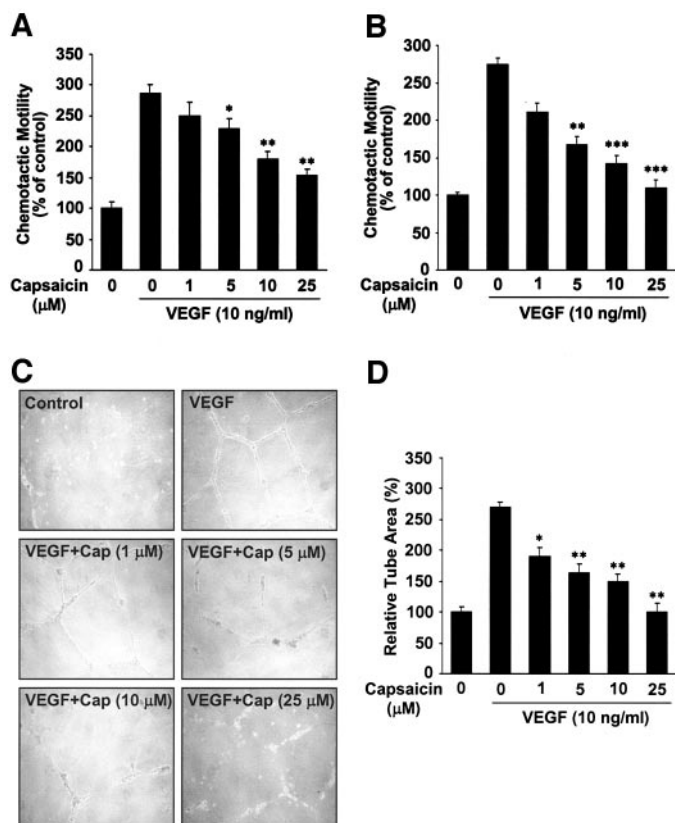 A
Chemotactic Motility
(% of control)
350
300
250
200
150
100
50
0
*
**
**
Capsaicin
(μM)
0 0 1 5 10 25
VEGF (10 ng/ml)
B
Chemotactic Motility
(% of control)
300
250
200
150
100
50
0
**
***
***
Capsaicin
(μM)
0 0 1 5 10 25
VEGF (10 ng/ml)
C
Control
VEGF
VEGF+Cap (1 μM)
VEGF+Cap (5 μM)
VEGF+Cap (10 μM)
VEGF+Cap (25 μM)
D
Relative Tube Area (%)
350
300
250
200
150
100
50
0
*
**
**
**
Capsaicin
(μM)
0 0 1 5 10 25
VEGF (10 ng/ml)